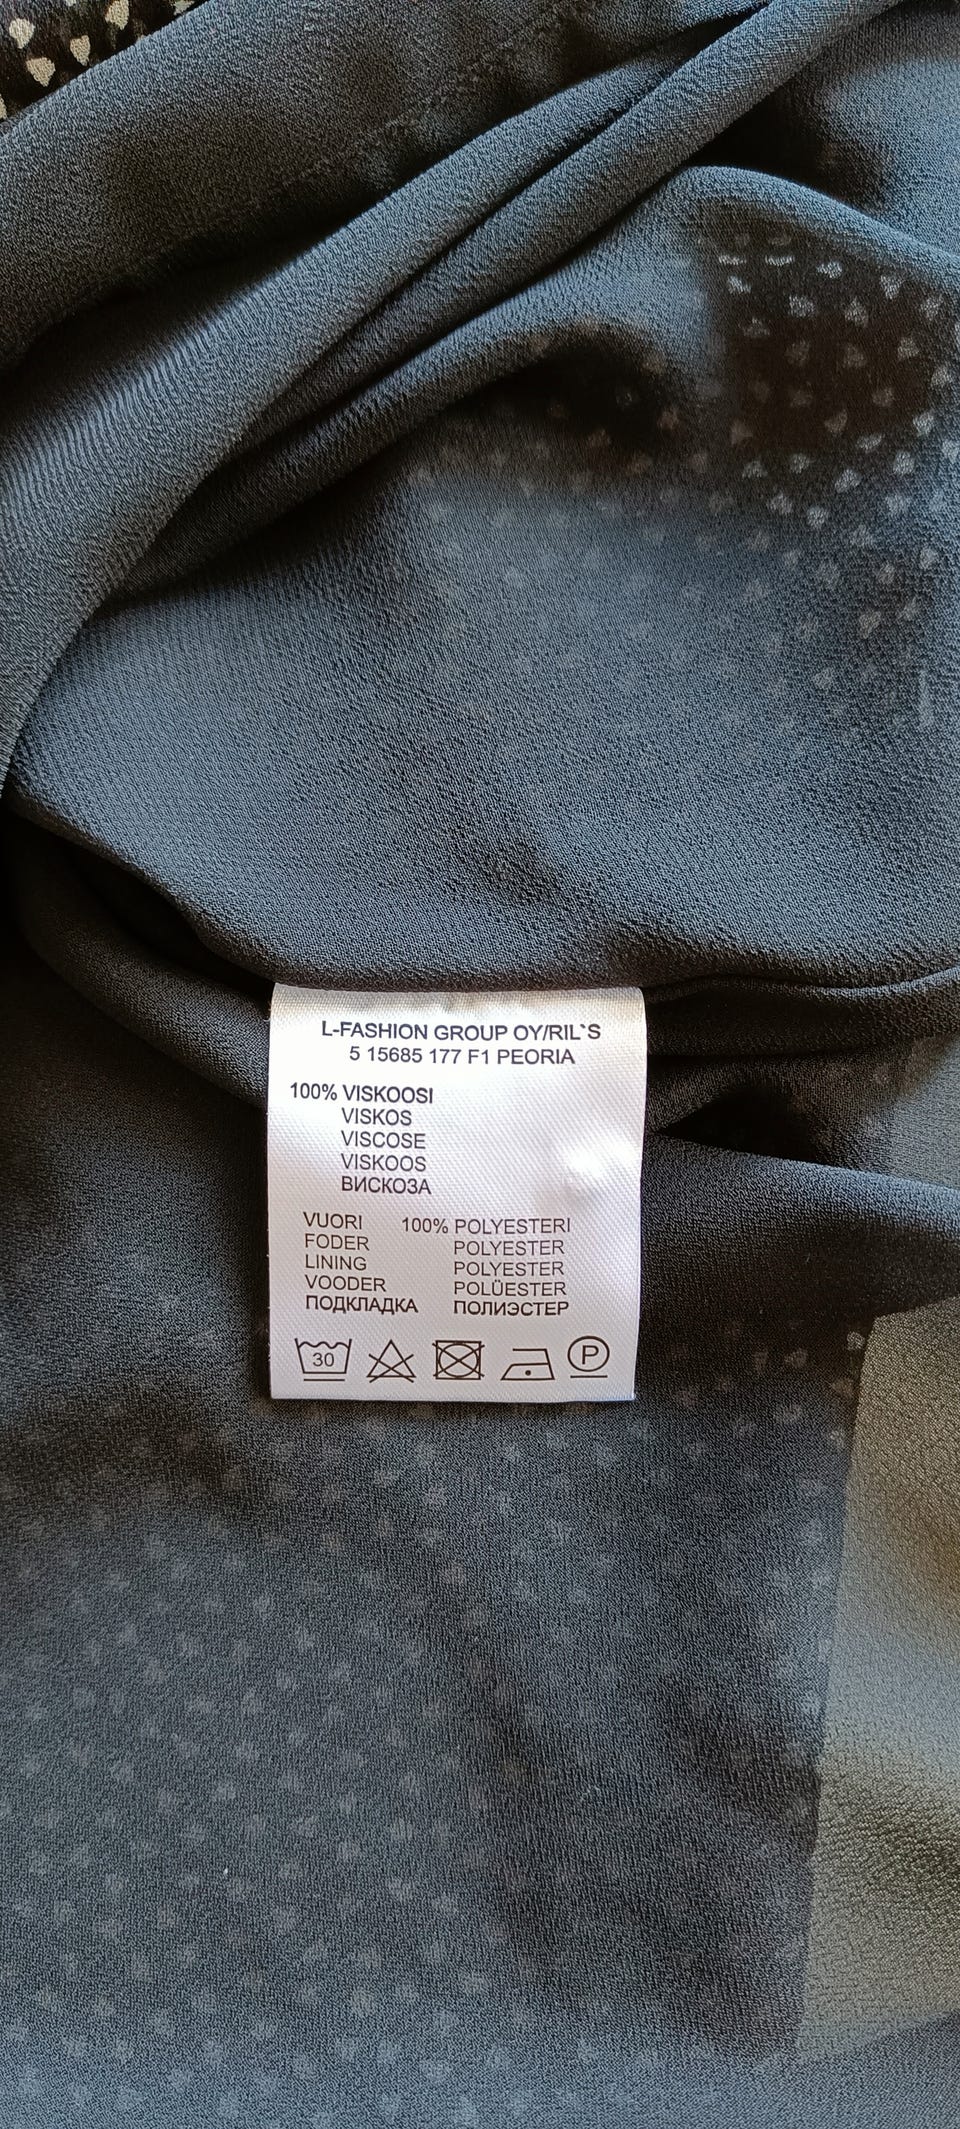 L-FASHION GROUP OY/RIL`S
5 15685 177 F1 PEORIA
100% VISKOOSI
VISKOS
VISCOSE
VISKOOS
ВИСКОЗА
VUORI 100% POLYESTERI
FODER POLYESTER
LINING POLYESTER
VOODER POLÜESTER
ПОДКЛАДКА ПОЛИЭСТЕР
30 P